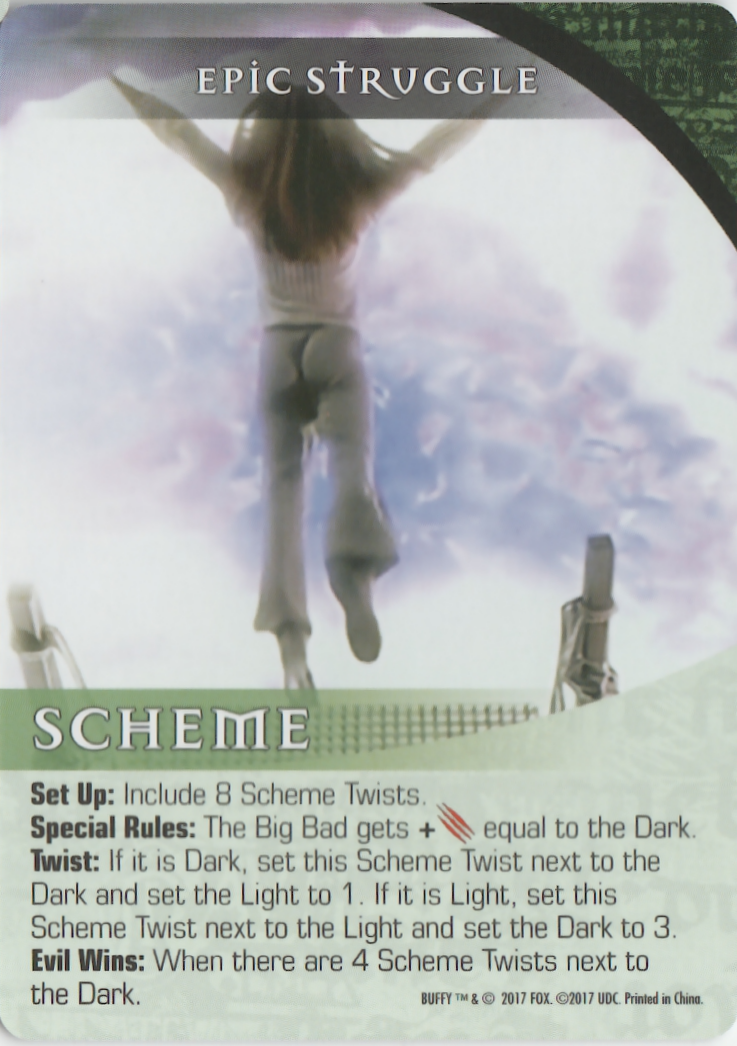 EPIC STRUGGLE
SCHEME
Set Up: Include 8 Scheme Twists.
Special Rules: The Big Bad gets + equal to the Dark.
Twist: If it is Dark, set this Scheme Twist next to the
Dark and set the Light to 1. If it is Light, set this
Scheme Twist next to the Light and set the Dark to 3.
Evil Wins: When there are 4 Scheme Twists next to
the Dark.
BUFFY ™ & © 2017 FOX. ©2017 UDC. Printed in China.